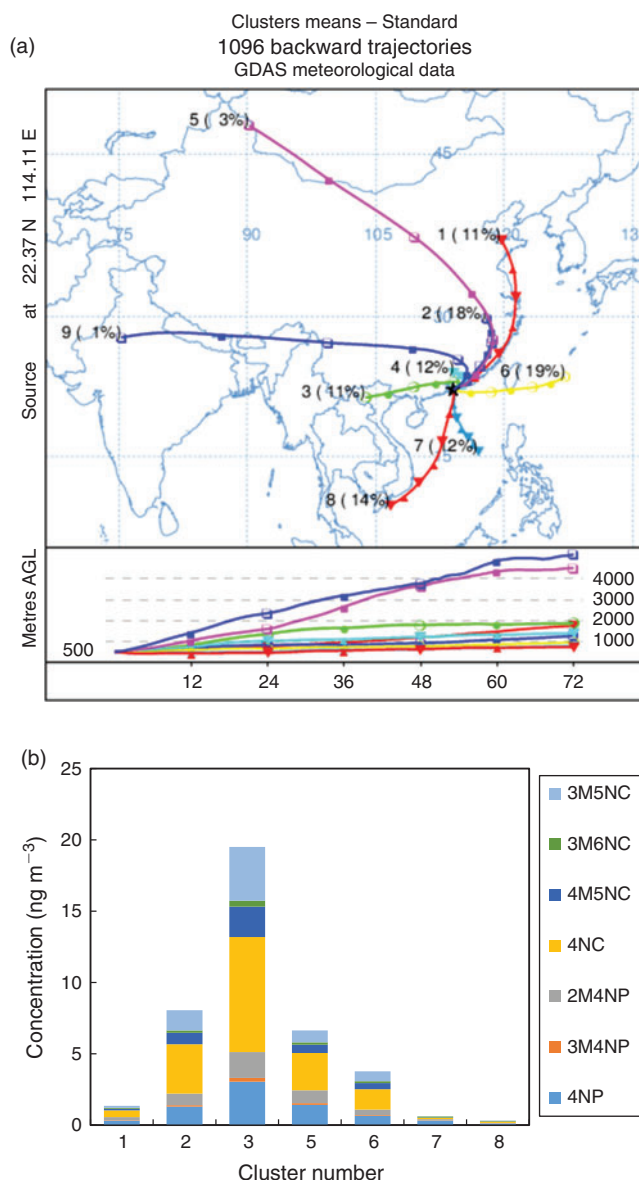 Clusters means – Standard
(a) 1096 backward trajectories
GDAS meteorological data
Source at 22.37 N 114.11 E
5 ( 3%)
45
75 90 105 1 ( 11%) 120 13
2 ( 18%)
9 ( 1%)
4 ( 12%)
3 ( 11%) 6 ( 19%)
7 ( 2%)
8 ( 14%)
Metres AGL
4000
3000
2000
1000
500
12 24 36 48 60 72
(b)
25
20
15
10
5
0
Concentration (ng m⁻³)
1 2 3 5 6 7 8
Cluster number
3M5NC
3M6NC
4M5NC
4NC
2M4NP
3M4NP
4NP